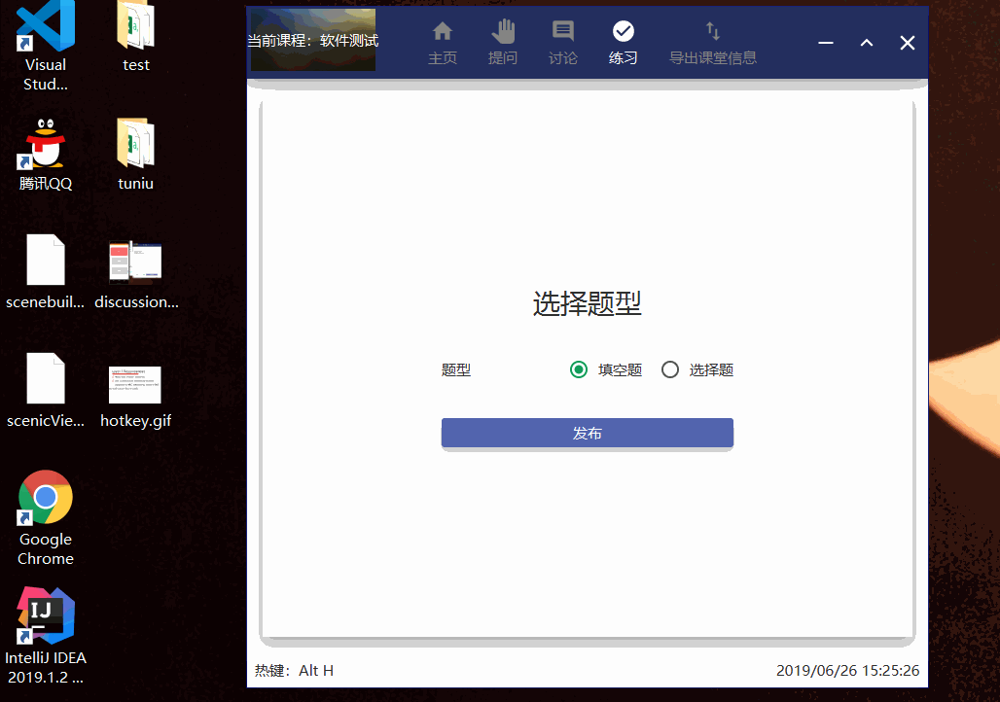 Visual
Stud...
test
腾讯QQ
tuniu
scenebuil...
discussion...
scenicVie...
hotkey.gif
Google
Chrome
IJ
IntelliJ IDEA
2019.1.2 ...
当前课程：软件测试
主页
提问
讨论
练习
导出课堂信息
选择题型
题型
填空题
选择题
发布
热键：Alt H
2019/06/26 15:25:26